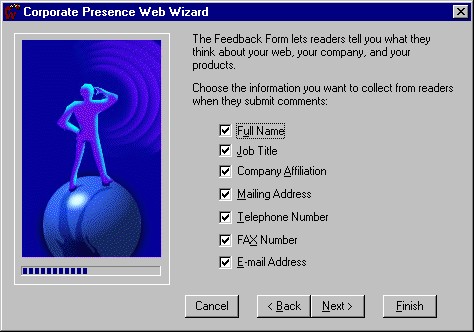 Corporate Presence Web Wizard
The Feedback Form lets readers tell you what they
think about your web, your company, and your
products.
Choose the information you want to collect from readers
when they submit comments:
Full Name
Job Title
Company Affiliation
Mailing Address
Telephone Number
FAX Number
E-mail Address
Cancel
< Back
Next >
Finish